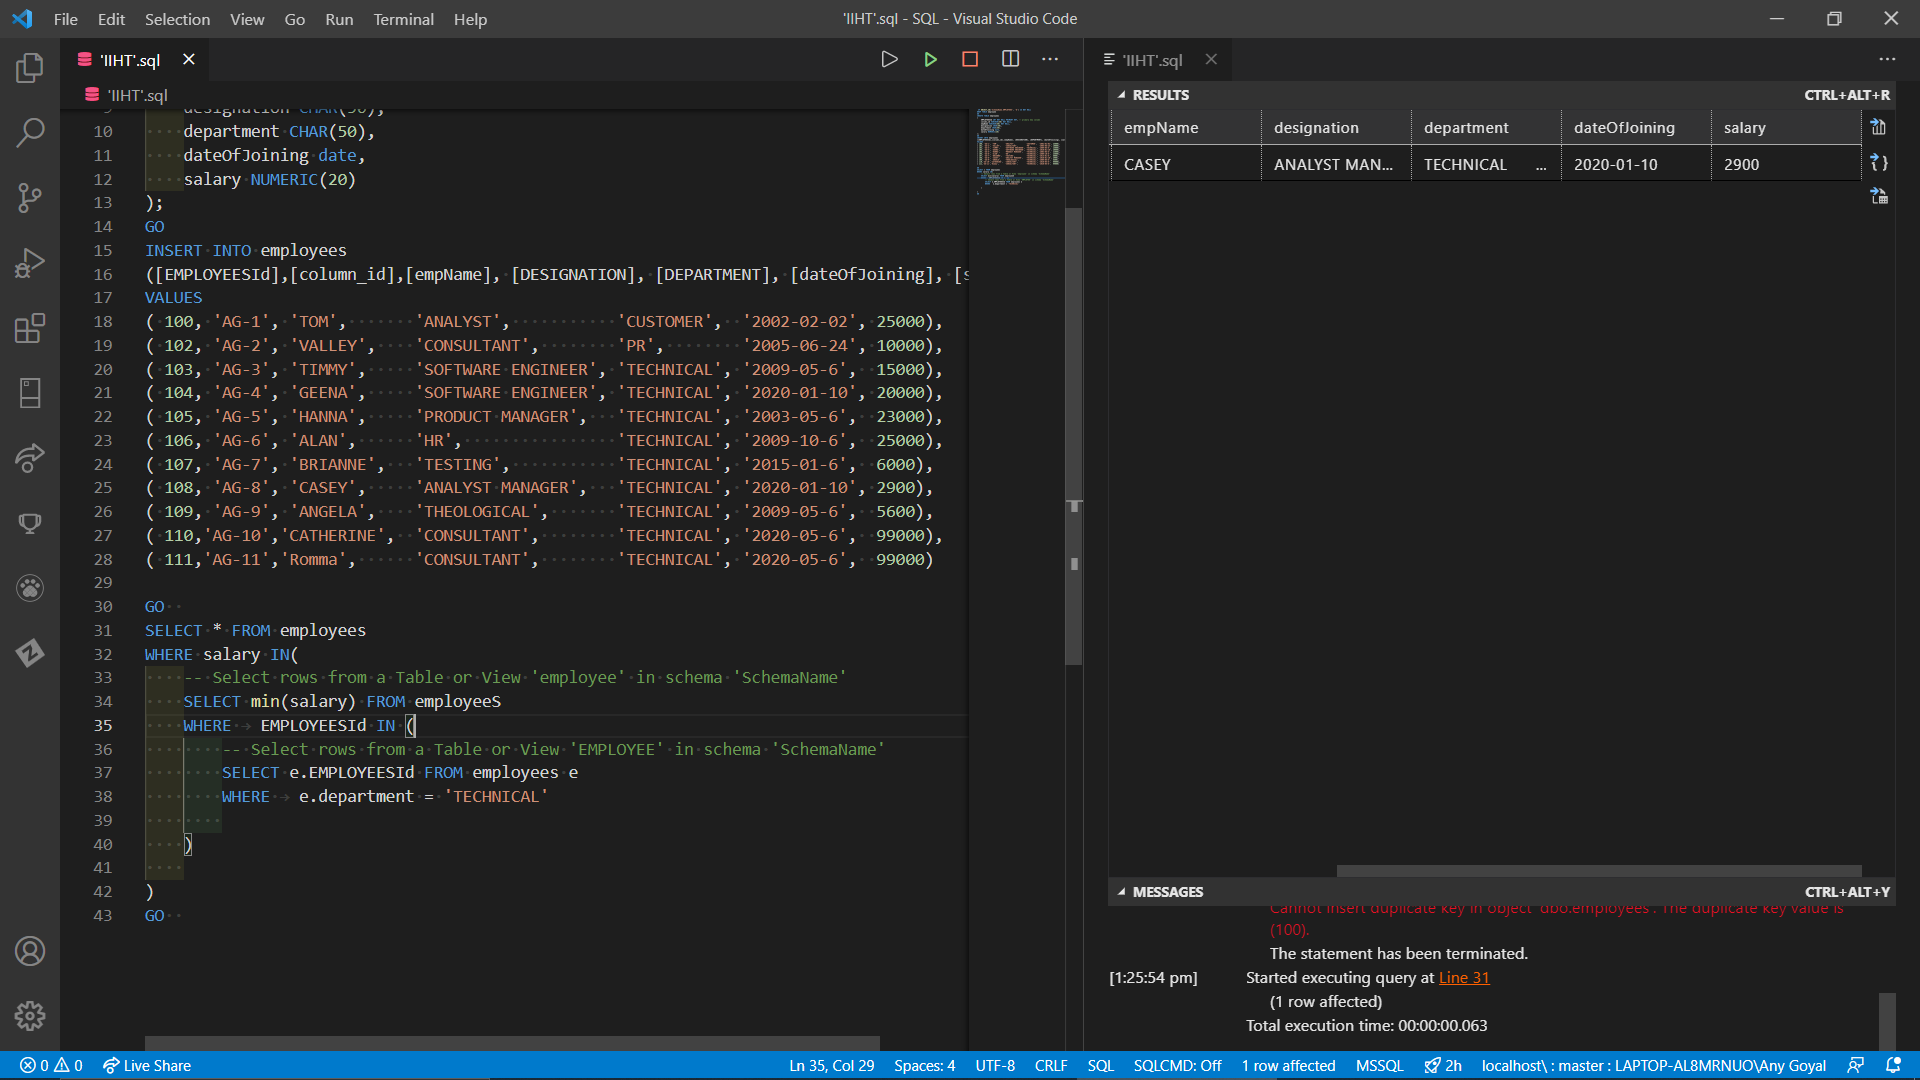 File Edit Selection View Go Run Terminal Help
'IIHT'.sql - SQL - Visual Studio Code
'IIHT'.sql
'IIHT'.sql
designation CHAR(50),
10 department CHAR(50),
11 dateOfJoining date,
12 salary NUMERIC(20)
13 );
14 GO
15 INSERT INTO employees
16 ([EMPLOYEESId],[column_id],[empName], [DESIGNATION], [DEPARTMENT], [dateOfJoining], [s
17 VALUES
18 ( 100, 'AG-1', 'TOM', 'ANALYST', 'CUSTOMER', '2002-02-02', 25000),
19 ( 102, 'AG-2', 'VALLEY', 'CONSULTANT', 'PR', '2005-06-24', 10000),
20 ( 103, 'AG-3', 'TIMMY', 'SOFTWARE ENGINEER', 'TECHNICAL', '2009-05-6', 15000),
21 ( 104, 'AG-4', 'GEENA', 'SOFTWARE ENGINEER', 'TECHNICAL', '2020-01-10', 20000),
22 ( 105, 'AG-5', 'HANNA', 'PRODUCT MANAGER', 'TECHNICAL', '2003-05-6', 23000),
23 ( 106, 'AG-6', 'ALAN', 'HR', 'TECHNICAL', '2009-10-6', 25000),
24 ( 107, 'AG-7', 'BRIANNE', 'TESTING', 'TECHNICAL', '2015-01-6', 6000),
25 ( 108, 'AG-8', 'CASEY', 'ANALYST MANAGER', 'TECHNICAL', '2020-01-10', 2900),
26 ( 109, 'AG-9', 'ANGELA', 'THEOLOGICAL', 'TECHNICAL', '2009-05-6', 5600),
27 ( 110,'AG-10','CATHERINE', 'CONSULTANT', 'TECHNICAL', '2020-05-6', 99000),
28 ( 111,'AG-11','Romma', 'CONSULTANT', 'TECHNICAL', '2020-05-6', 99000)
29
30 GO
31 SELECT * FROM employees
32 WHERE salary IN(
33 -- Select rows from a Table or View 'employee' in schema 'SchemaName'
34 SELECT min(salary) FROM employeeS
35 WHERE EMPLOYEESId IN (
36 -- Select rows from a Table or View 'EMPLOYEE' in schema 'SchemaName'
37 SELECT e.EMPLOYEESId FROM employees e
38 WHERE e.department = 'TECHNICAL'
39
40 )
41
42 )
43 GO
'IIHT'.sql
RESULTS CTRL+ALT+R
empName designation department dateOfJoining salary
CASEY ANALYST MAN... TECHNICAL ... 2020-01-10 2900
MESSAGES CTRL+ALT+Y
Cannot insert duplicate key in object 'dbo.employees'. The duplicate key value is
(100).
The statement has been terminated.
[1:25:54 pm] Started executing query at Line 31
(1 row affected)
Total execution time: 00:00:00.063
0 0 Live Share Ln 35, Col 29 Spaces: 4 UTF-8 CRLF SQL SQLCMD: Off 1 row affected MSSQL 2h localhost\ : master : LAPTOP-AL8MRNUO\Any Goyal